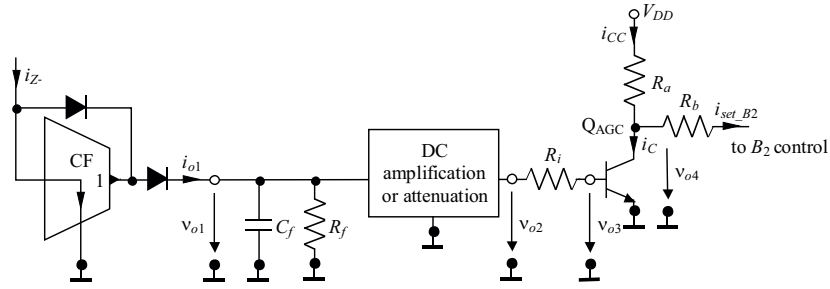 V_DD
i_CC
R_a
R_b
i_set_B2
Q_AGC
i_C
to B_2 control
v_o4
i_Z-
CF
1
i_o1
v_o1
C_f
R_f
DC
amplification
or attenuation
R_i
v_o2
v_o3